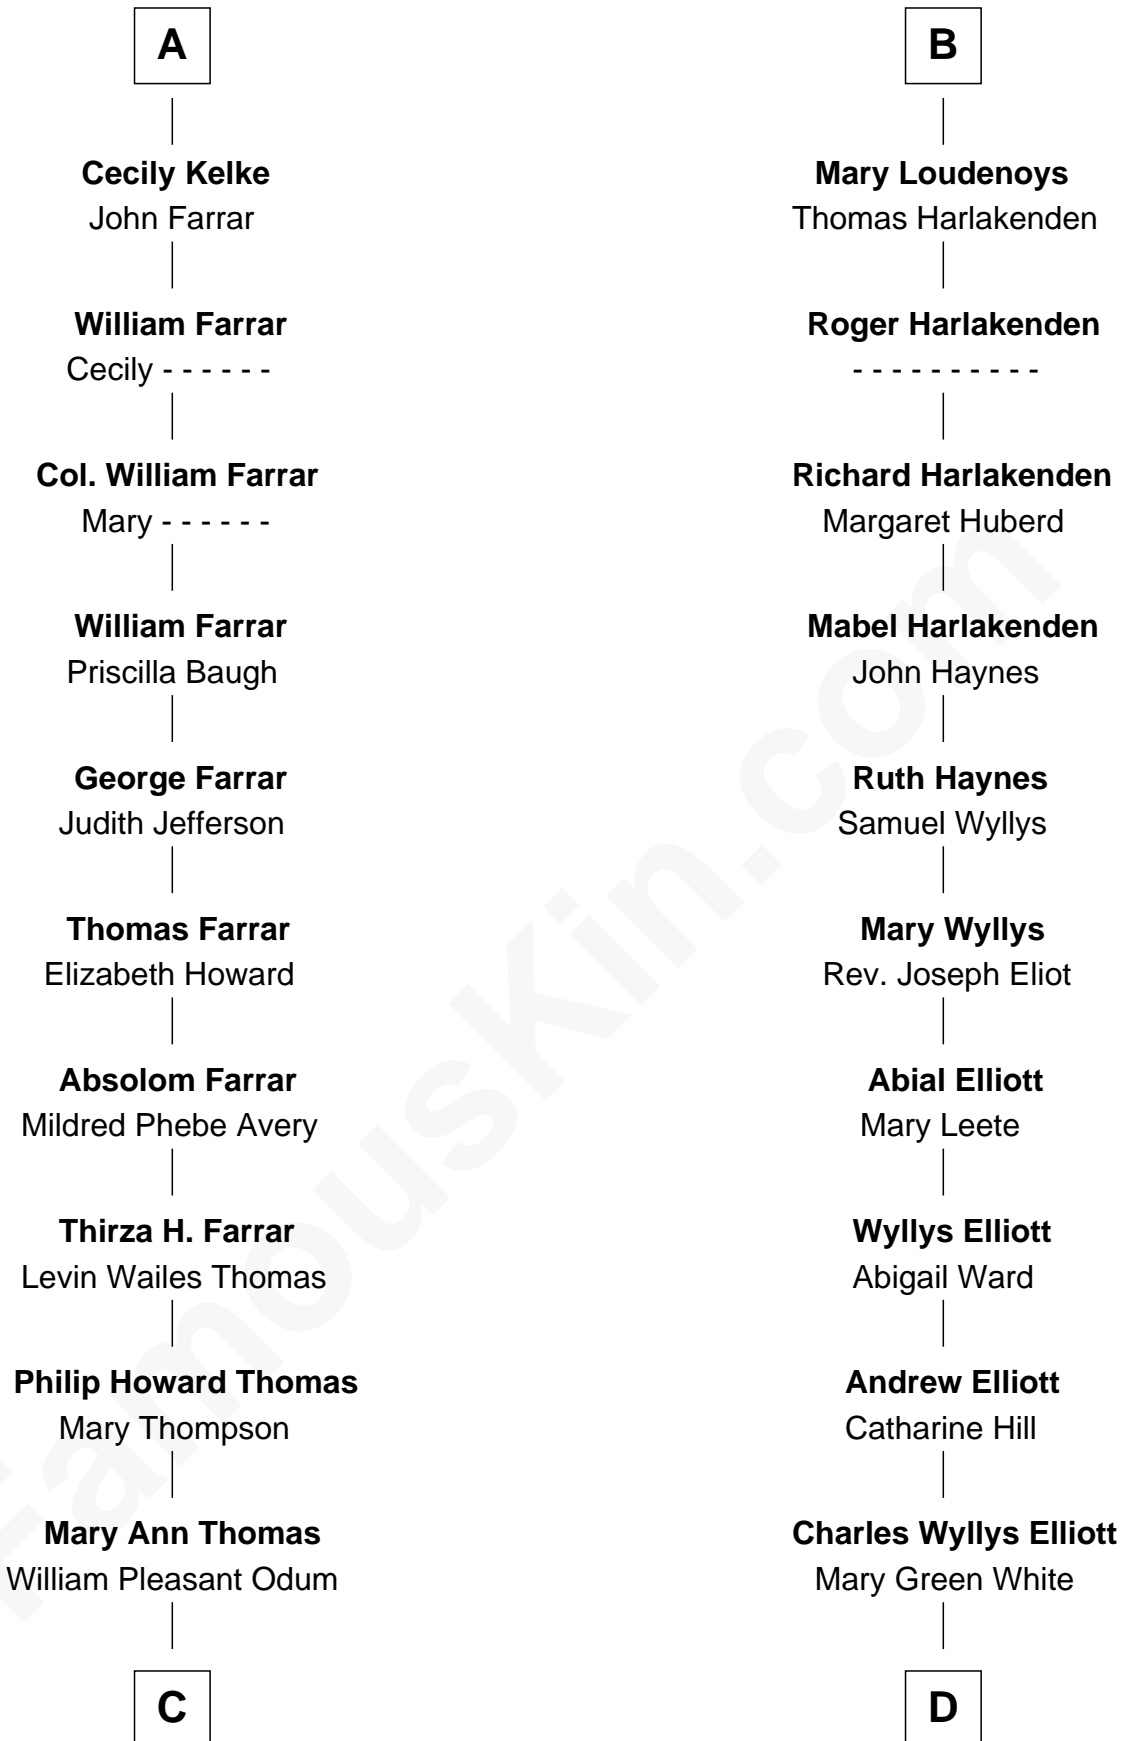 A
Cecily Kelke
John Farrar
William Farrar
Cecily - - - - - -
Col. William Farrar
Mary - - - - - -
William Farrar
Priscilla Baugh
George Farrar
Judith Jefferson
Thomas Farrar
Elizabeth Howard
Absolom Farrar
Mildred Phebe Avery
Thirza H. Farrar
Levin Wailes Thomas
Philip Howard Thomas
Mary Thompson
Mary Ann Thomas
William Pleasant Odum
C
B
Mary Loudenoys
Thomas Harlakenden
Roger Harlakenden
- - - - - - - - - -
Richard Harlakenden
Margaret Huberd
Mabel Harlakenden
John Haynes
Ruth Haynes
Samuel Wyllys
Mary Wyllys
Rev. Joseph Eliot
Abial Elliott
Mary Leete
Wyllys Elliott
Abigail Ward
Andrew Elliott
Catharine Hill
Charles Wyllys Elliott
Mary Green White
D
FamousKin.com